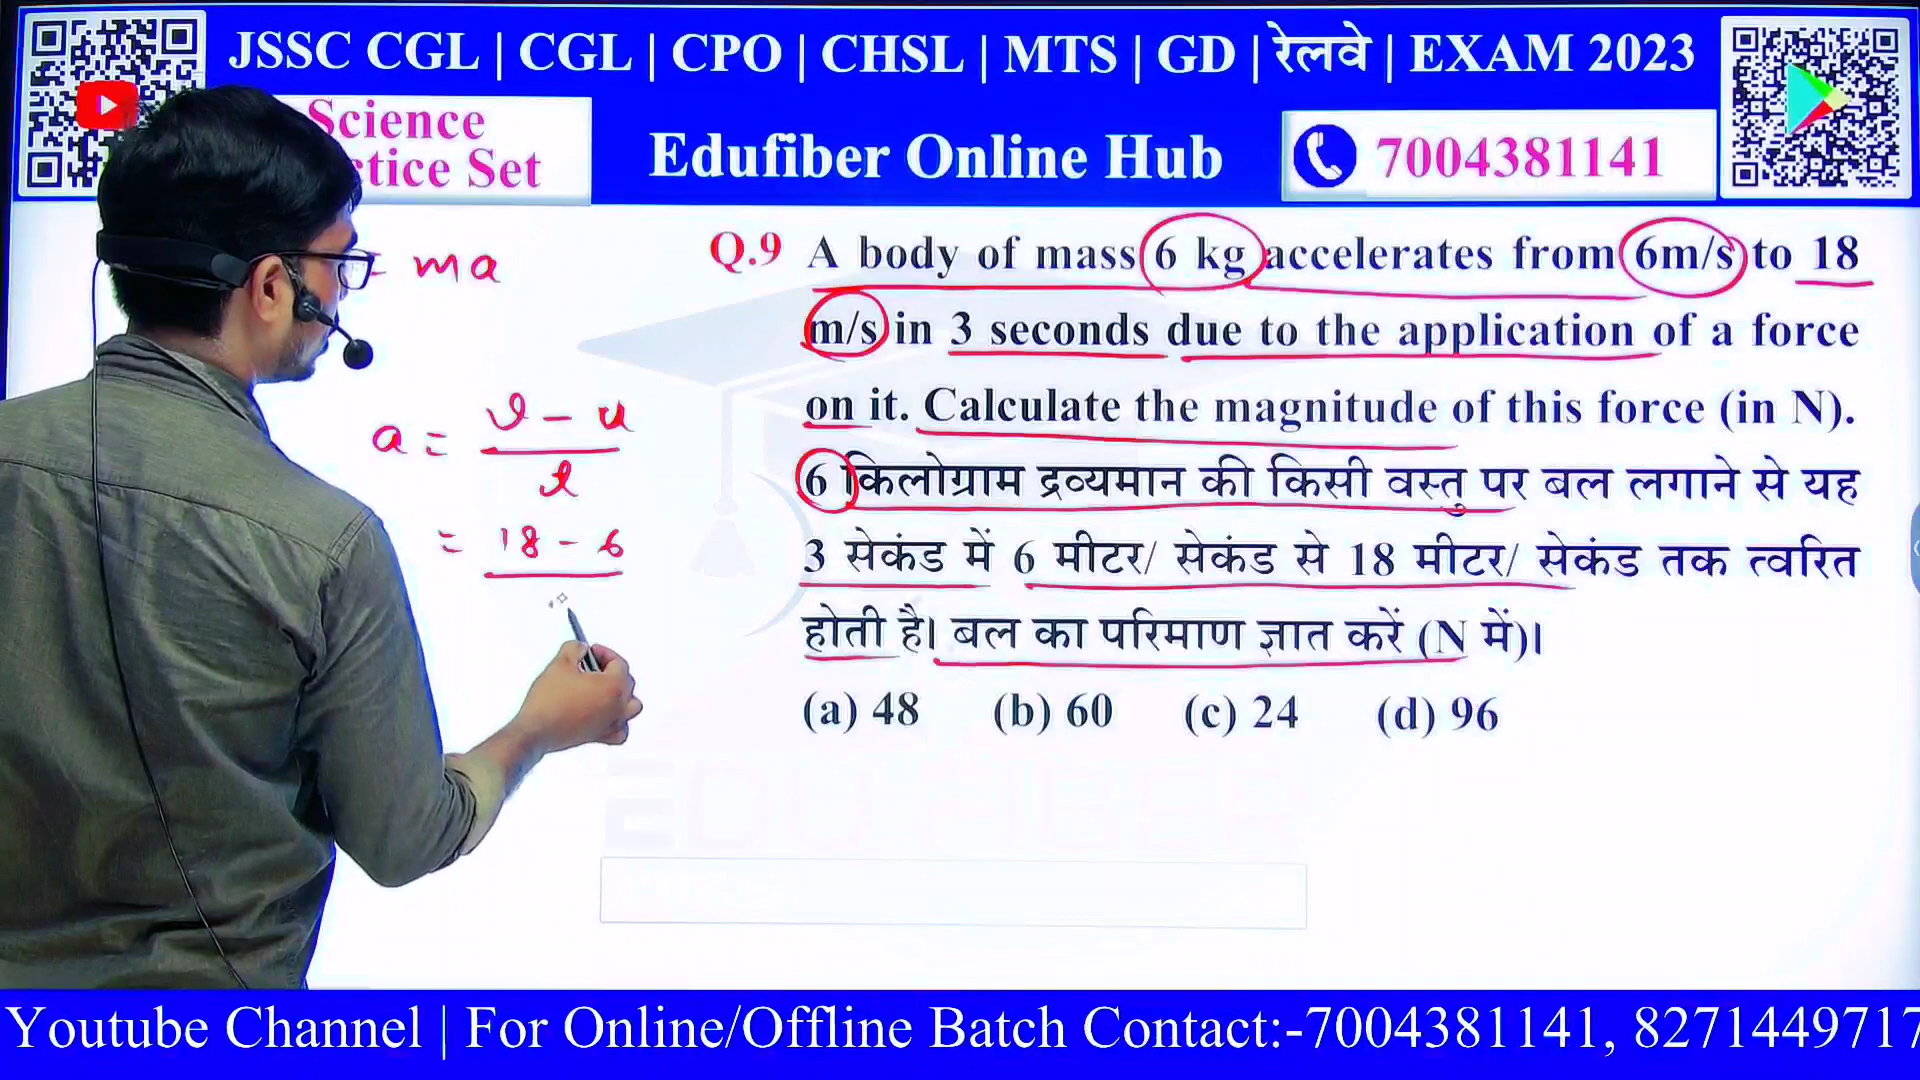 JSSC CGL | CGL | CPO | CHSL | MTS | GD | रेलवे | EXAM 2023
Science
ctice Set
Edufiber Online Hub
7004381141
= ma
a = v - u
t
= 18 - 6
Q.9 A body of mass 6 kg accelerates from 6m/s to 18
m/s in 3 seconds due to the application of a force
on it. Calculate the magnitude of this force (in N).
6 किलोग्राम द्रव्यमान की किसी वस्तु पर बल लगाने से यह
3 सेकंड में 6 मीटर/ सेकंड से 18 मीटर/ सेकंड तक त्वरित
होती है। बल का परिमाण ज्ञात करें (N में)।
(a) 48 (b) 60 (c) 24 (d) 96
Youtube Channel | For Online/Offline Batch Contact:-7004381141, 8271449717